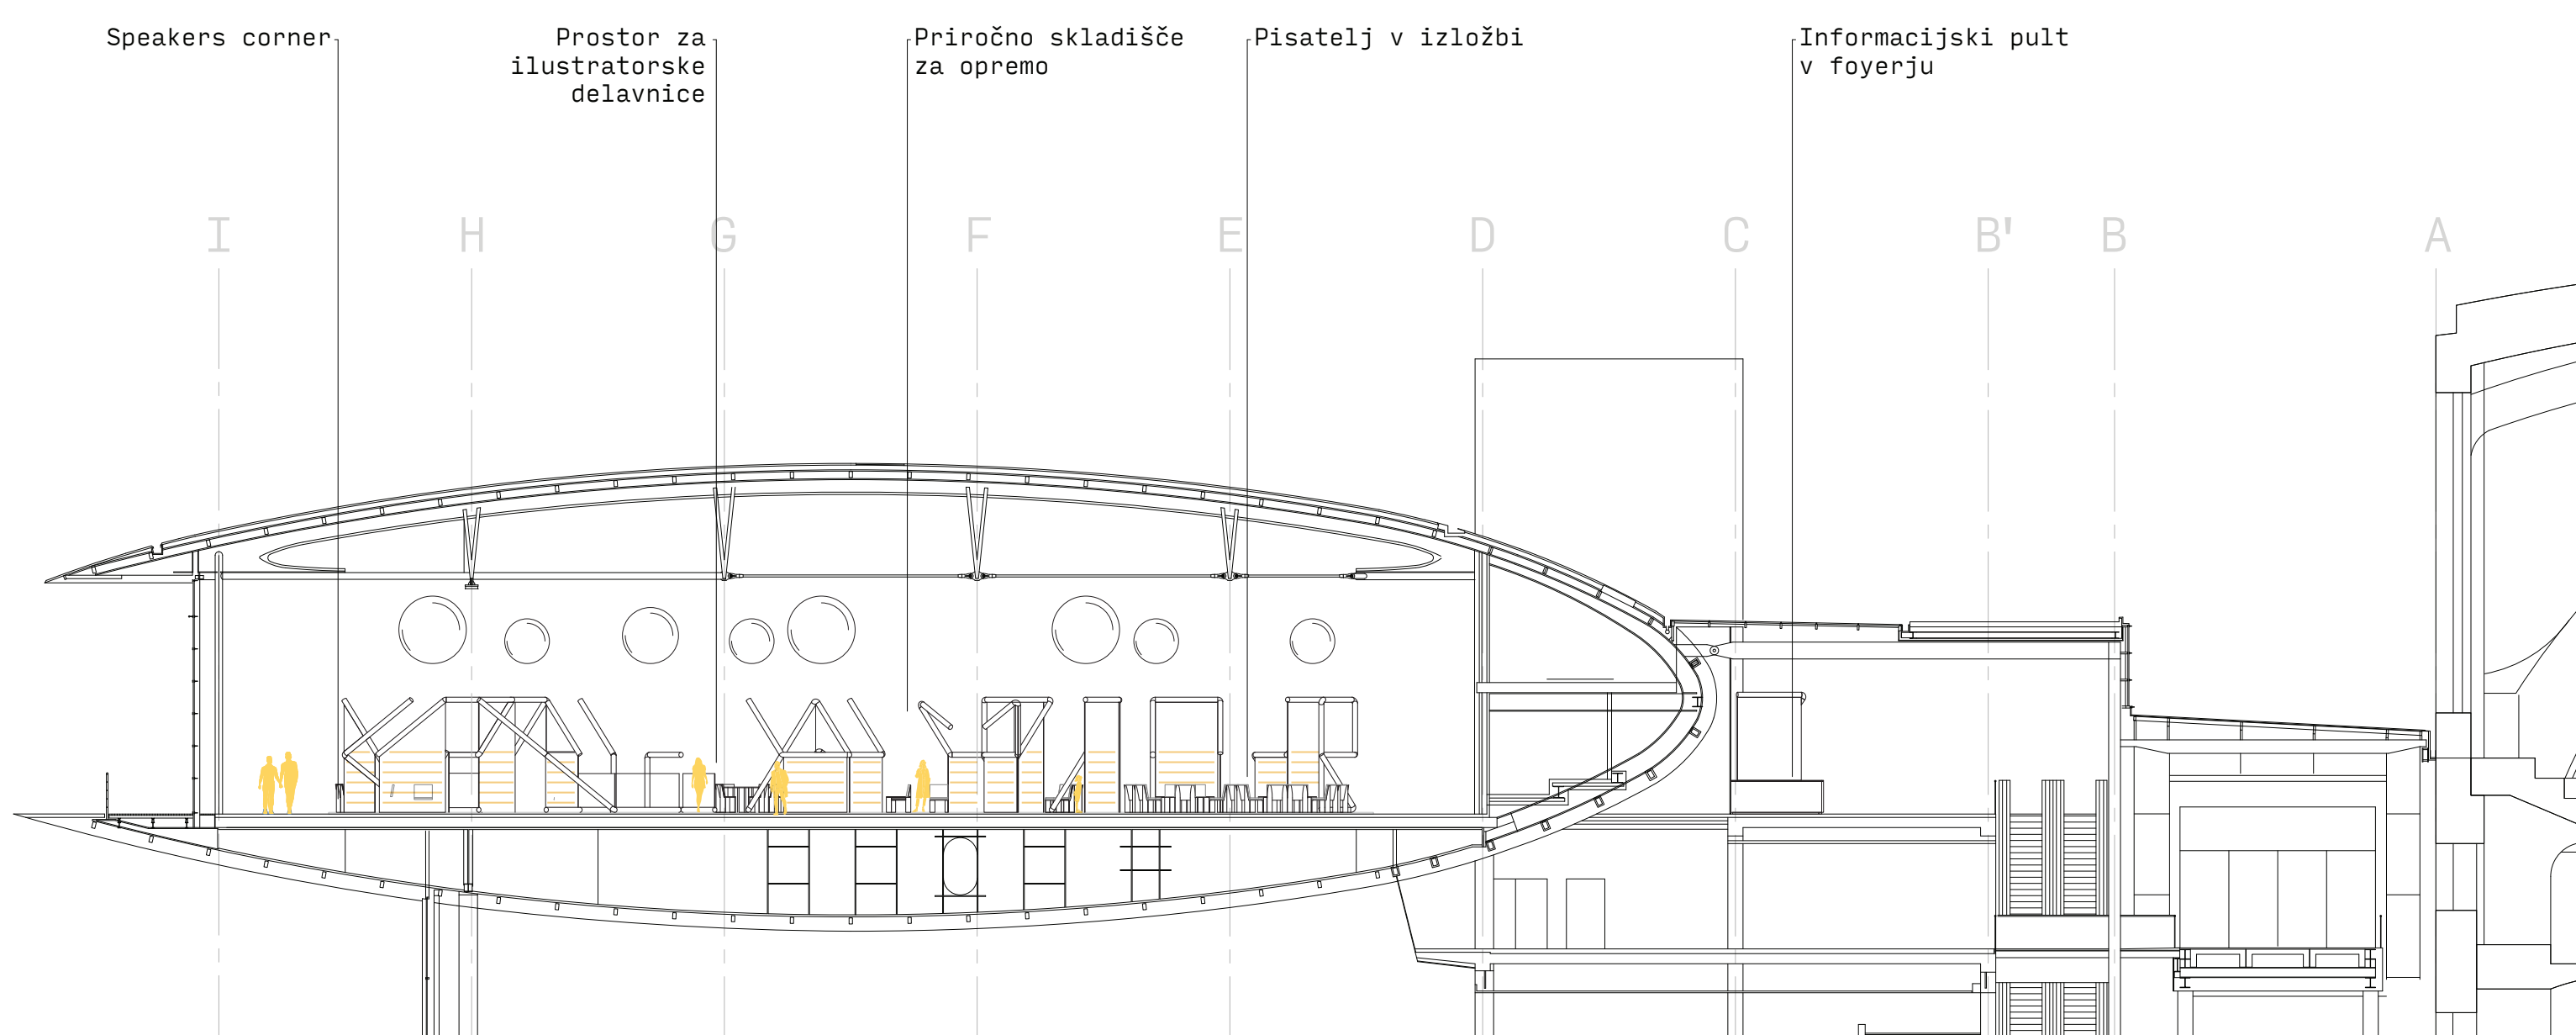 Speakers corner
Prostor za
ilustratorske
delavnice
Priročno skladišče
za opremo
Pisatelj v izložbi
Informacijski pult
v foyerju
I
H
G
F
E
D
C
B'
B
A